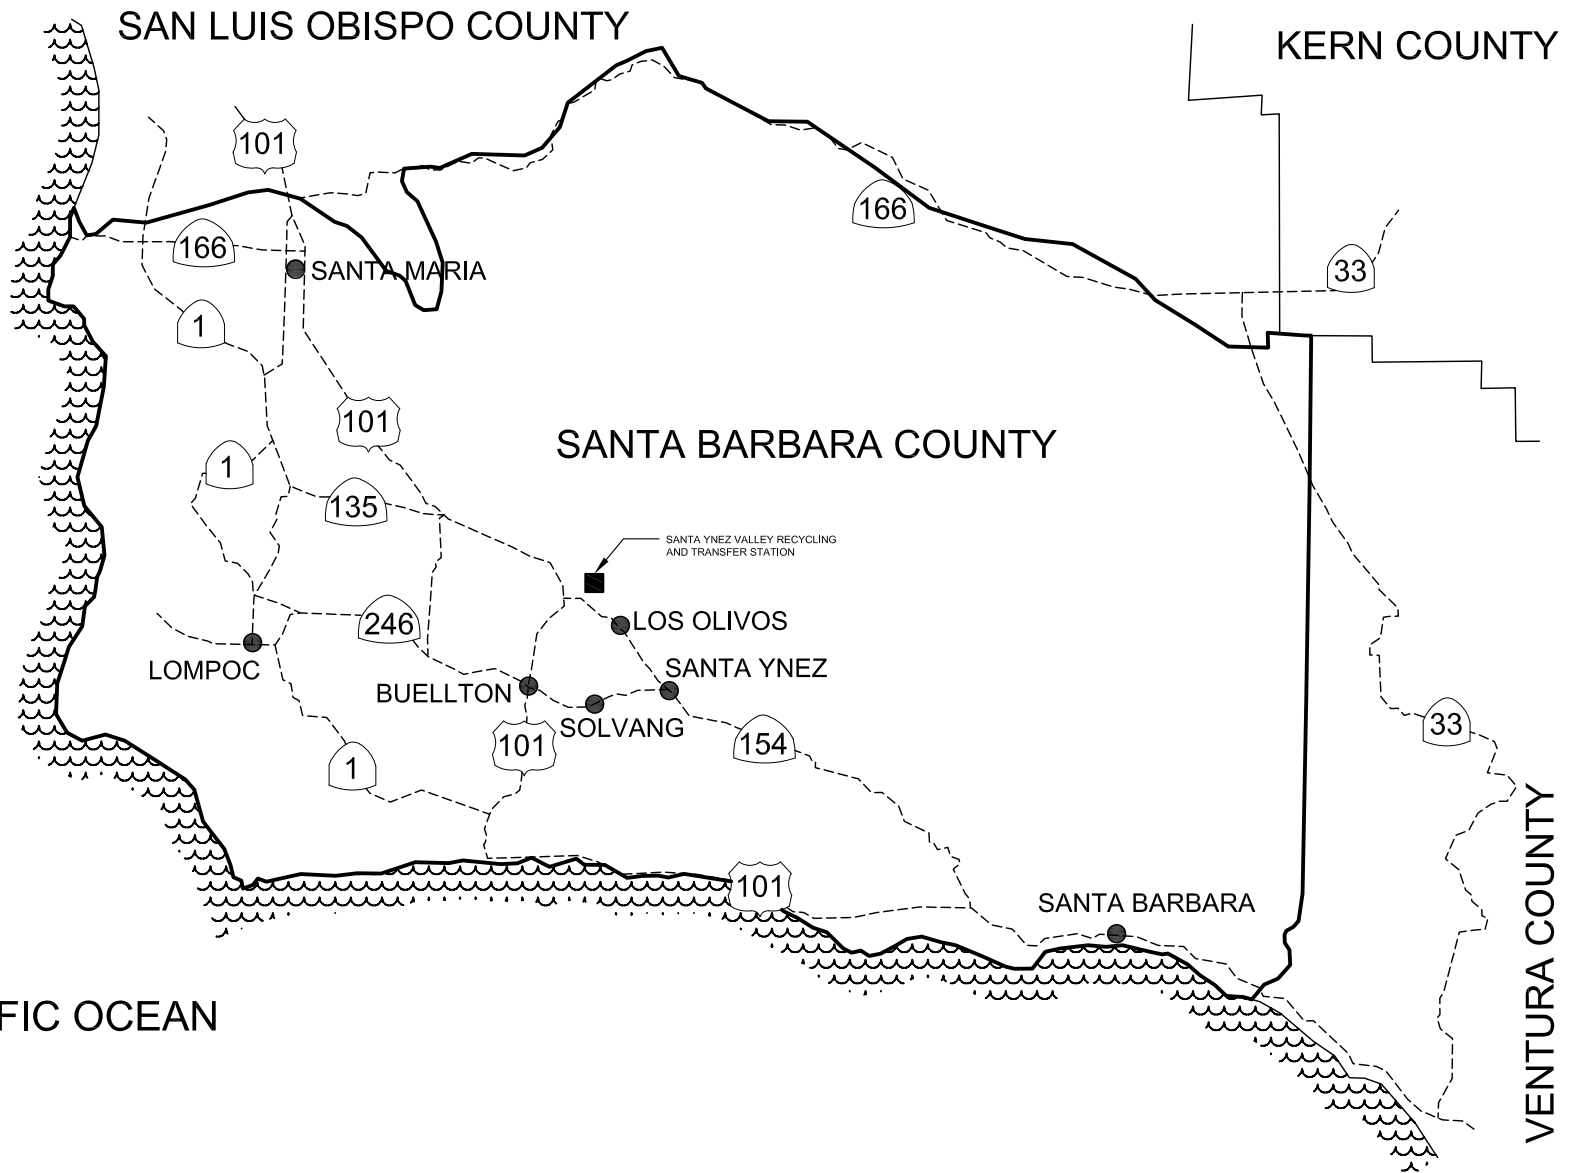 SAN LUIS OBISPO COUNTY
KERN COUNTY
101
166
166
SANTA MARIA
33
1
101
SANTA BARBARA COUNTY
1
135
SANTA YNEZ VALLEY RECYCLING
AND TRANSFER STATION
246
LOS OLIVOS
LOMPOC
SANTA YNEZ
BUELLTON
SOLVANG
33
101
154
1
101
SANTA BARBARA
VENTURA COUNTY
FIC OCEAN